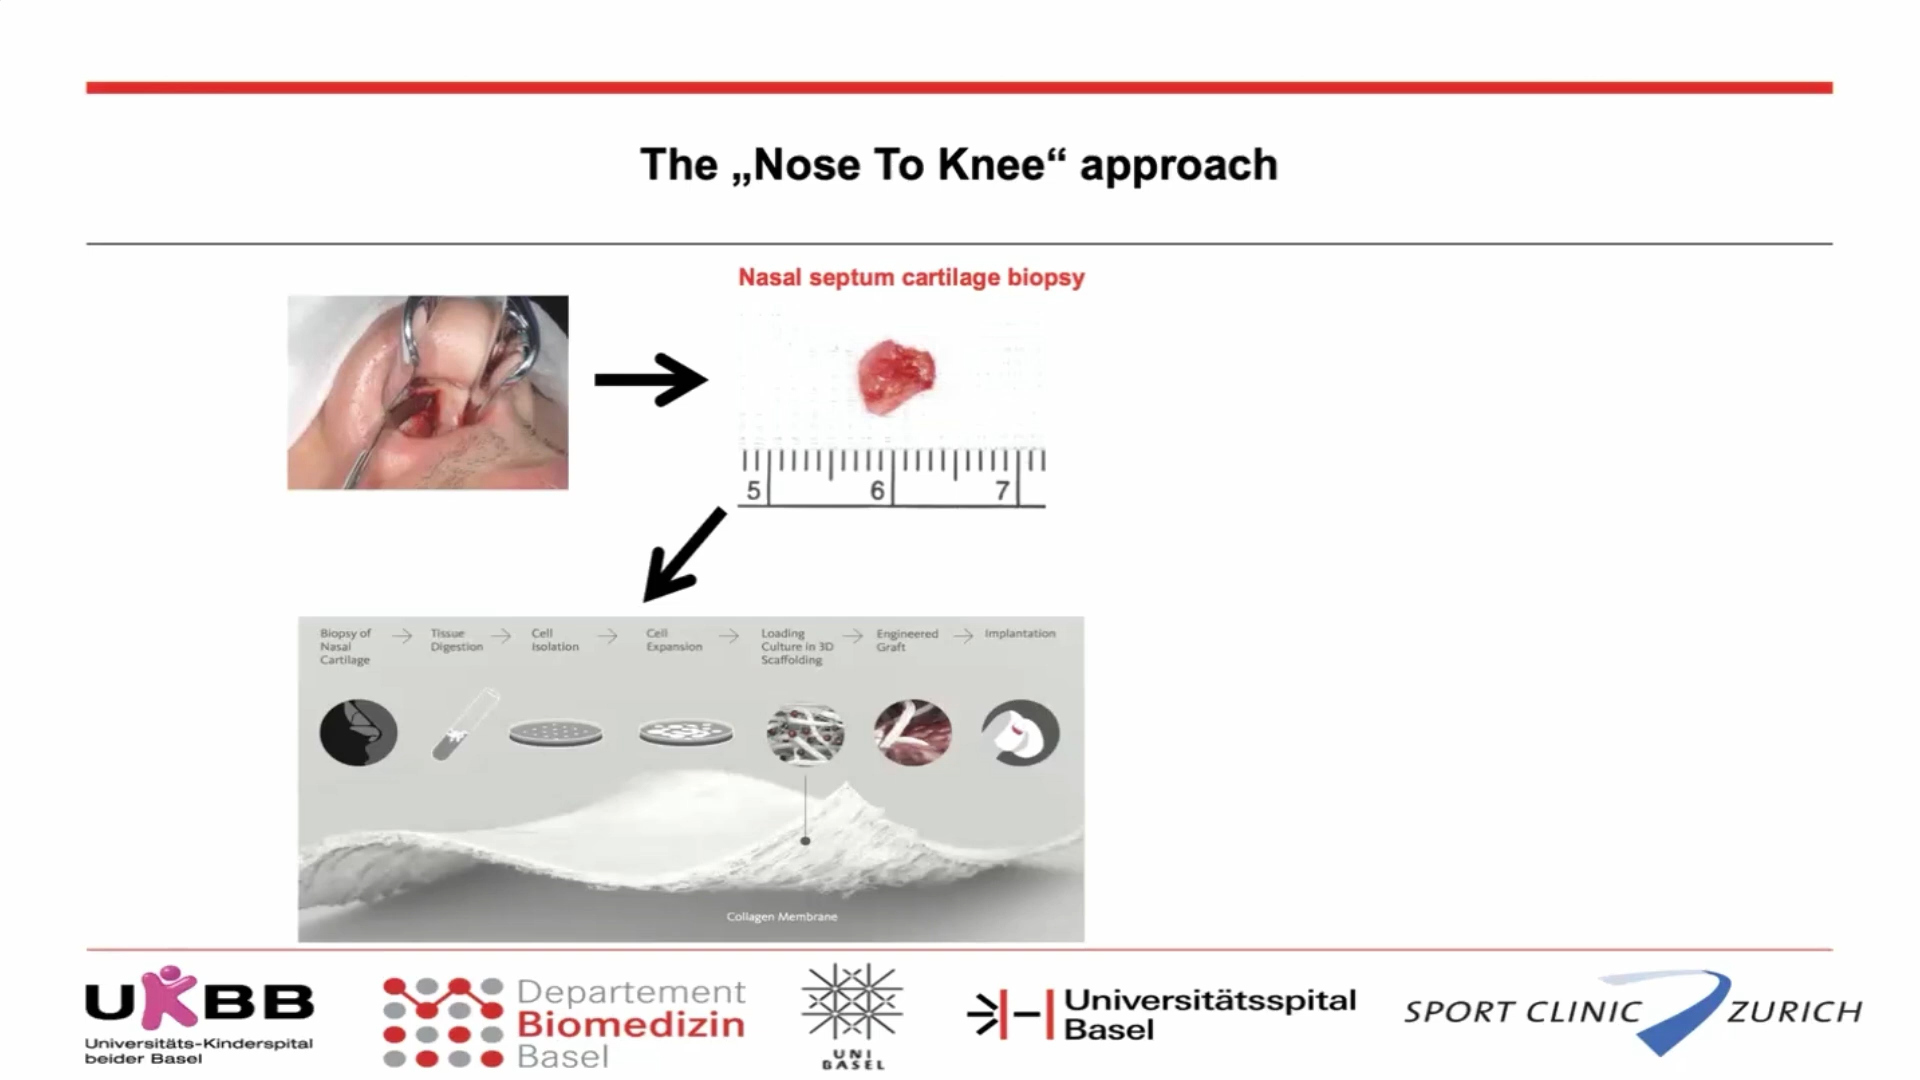 The „Nose To Knee“ approach
Nasal septum cartilage biopsy
5 6 7
Biopsy of
Nasal
Cartilage
Tissue
Digestion
Cell
Isolation
Cell
Expansion
Loading
Culture in 3D
Scaffolding
Engineered
Graft
Implantation
Collagen Membrane
UKBB
Universitäts-Kinderspital
beider Basel
Departement
Biomedizin
Basel
UNI
BASEL
Universitätsspital
Basel
SPORT CLINIC ZURICH